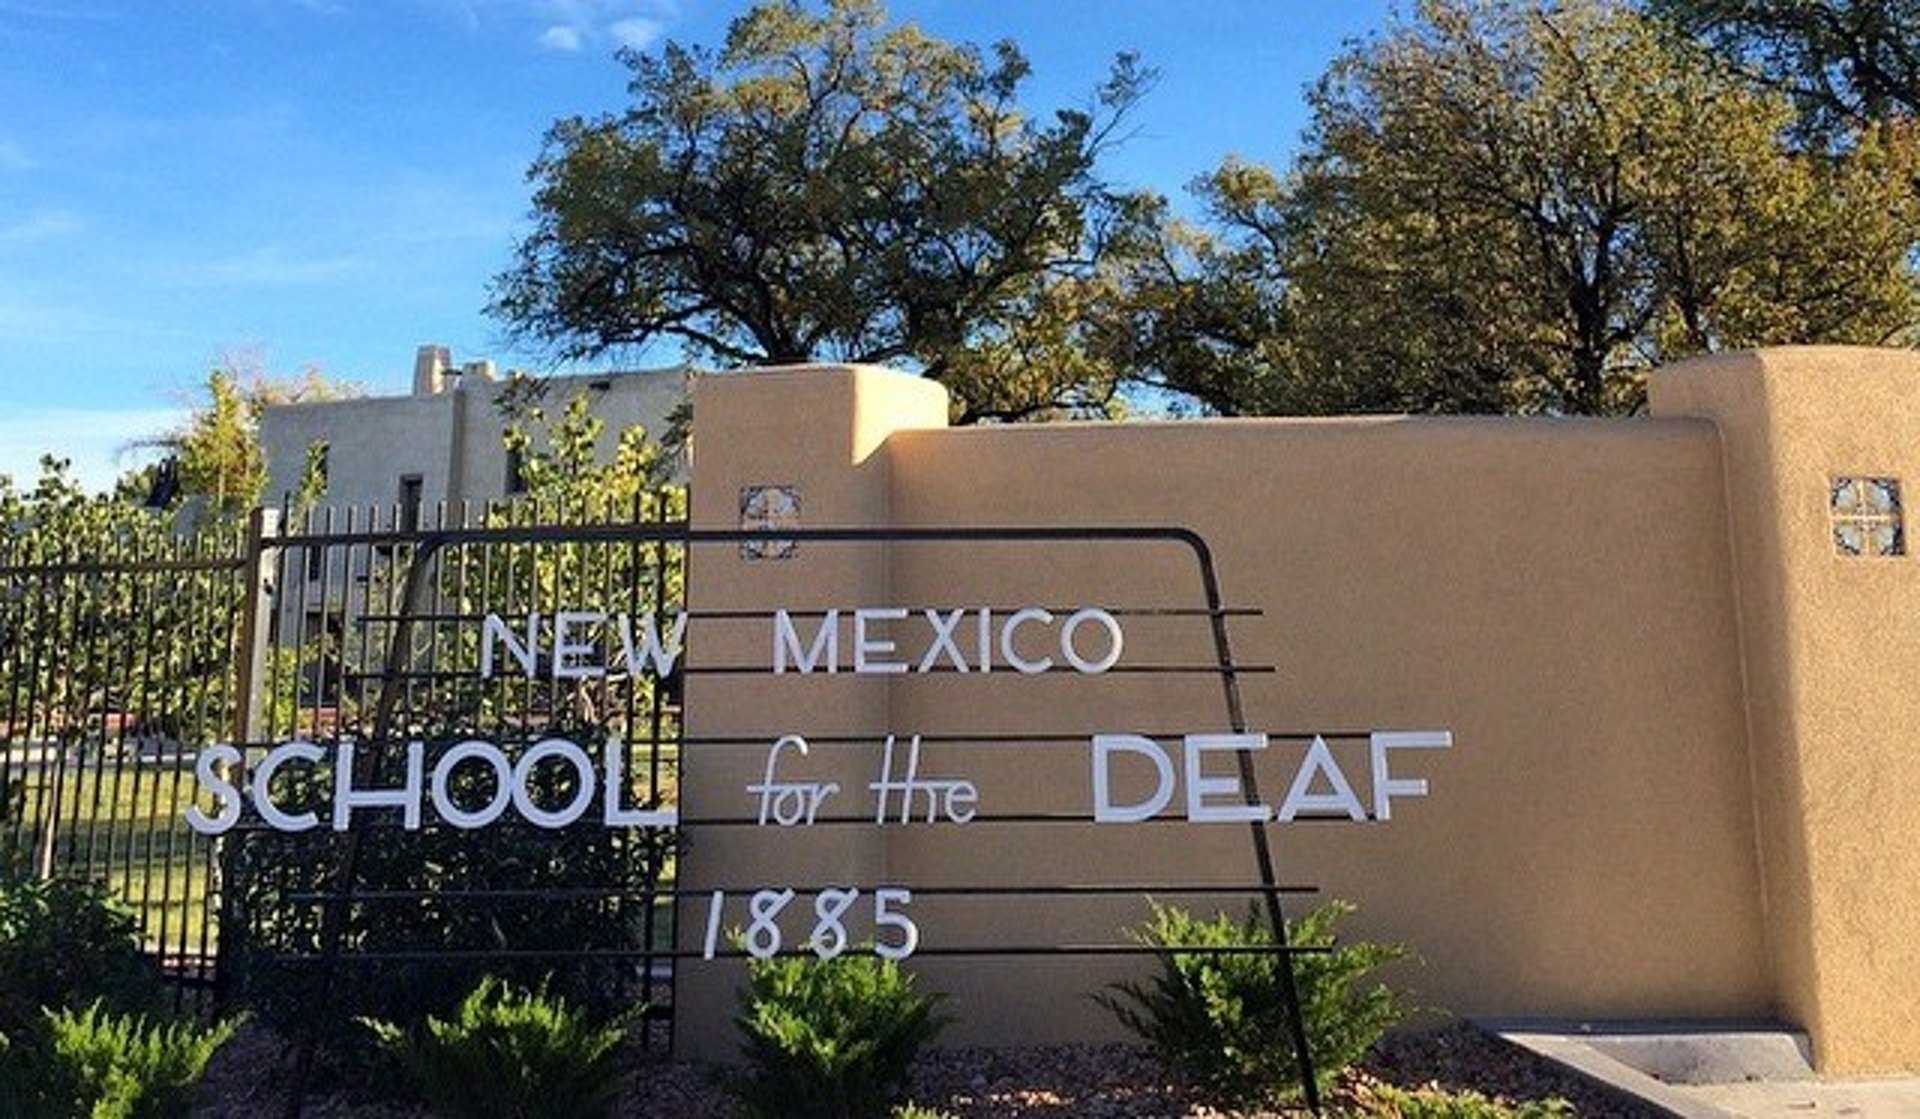 NEW MEXICO
SCHOOL for the DEAF
1885